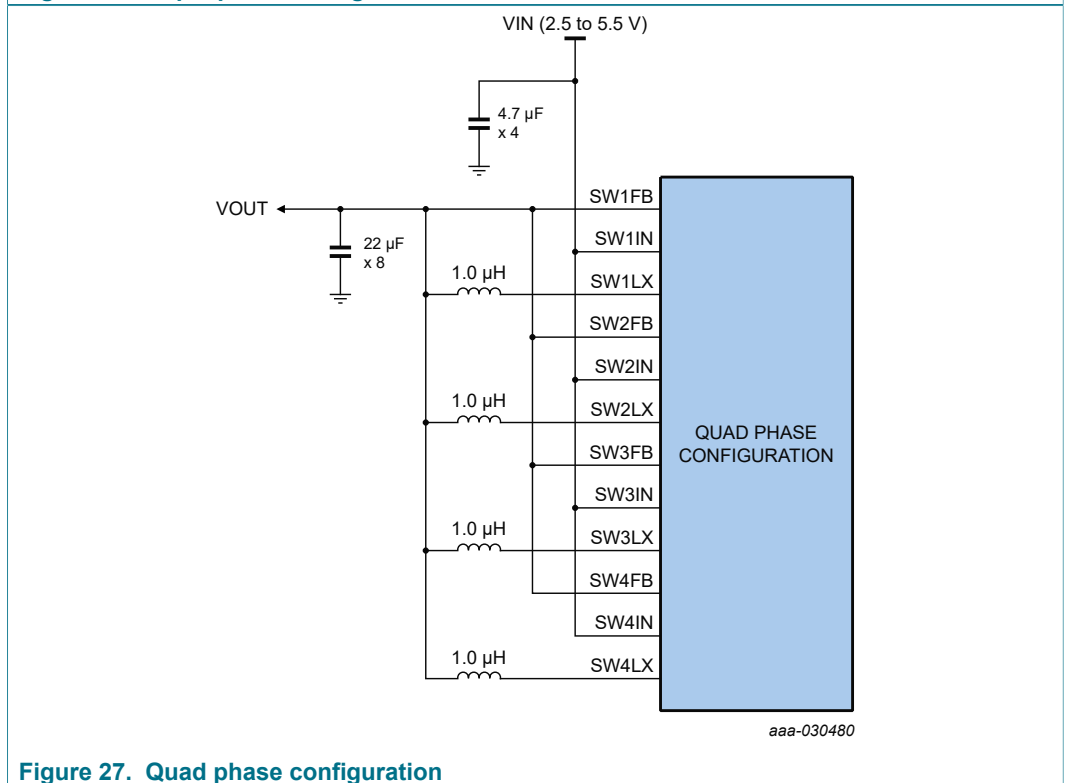 VIN (2.5 to 5.5 V)
4.7 µF
x 4
VOUT
22 µF
x 8
SW1FB
SW1IN
1.0 µH
SW1LX
SW2FB
SW2IN
1.0 µH
SW2LX
SW3FB
SW3IN
1.0 µH
SW3LX
SW4FB
SW4IN
1.0 µH
SW4LX
QUAD PHASE
CONFIGURATION
aaa-030480
Figure 27. Quad phase configuration